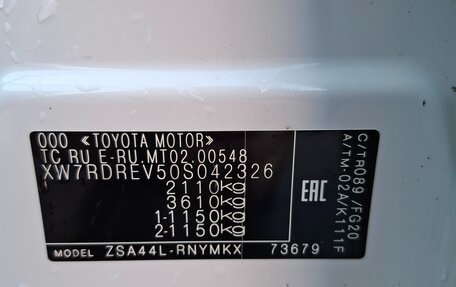 ООО «TOYOTA MOTOR»
TC RU E-RU.MT02.00548
XW7RDREV50S042326
2110kg
3610kg
1-1150kg
2-1150kg
MODEL ZSA44L-RNYMKX 73679
EAC
C/TR089 /FG20
A/TM-02A/K111F